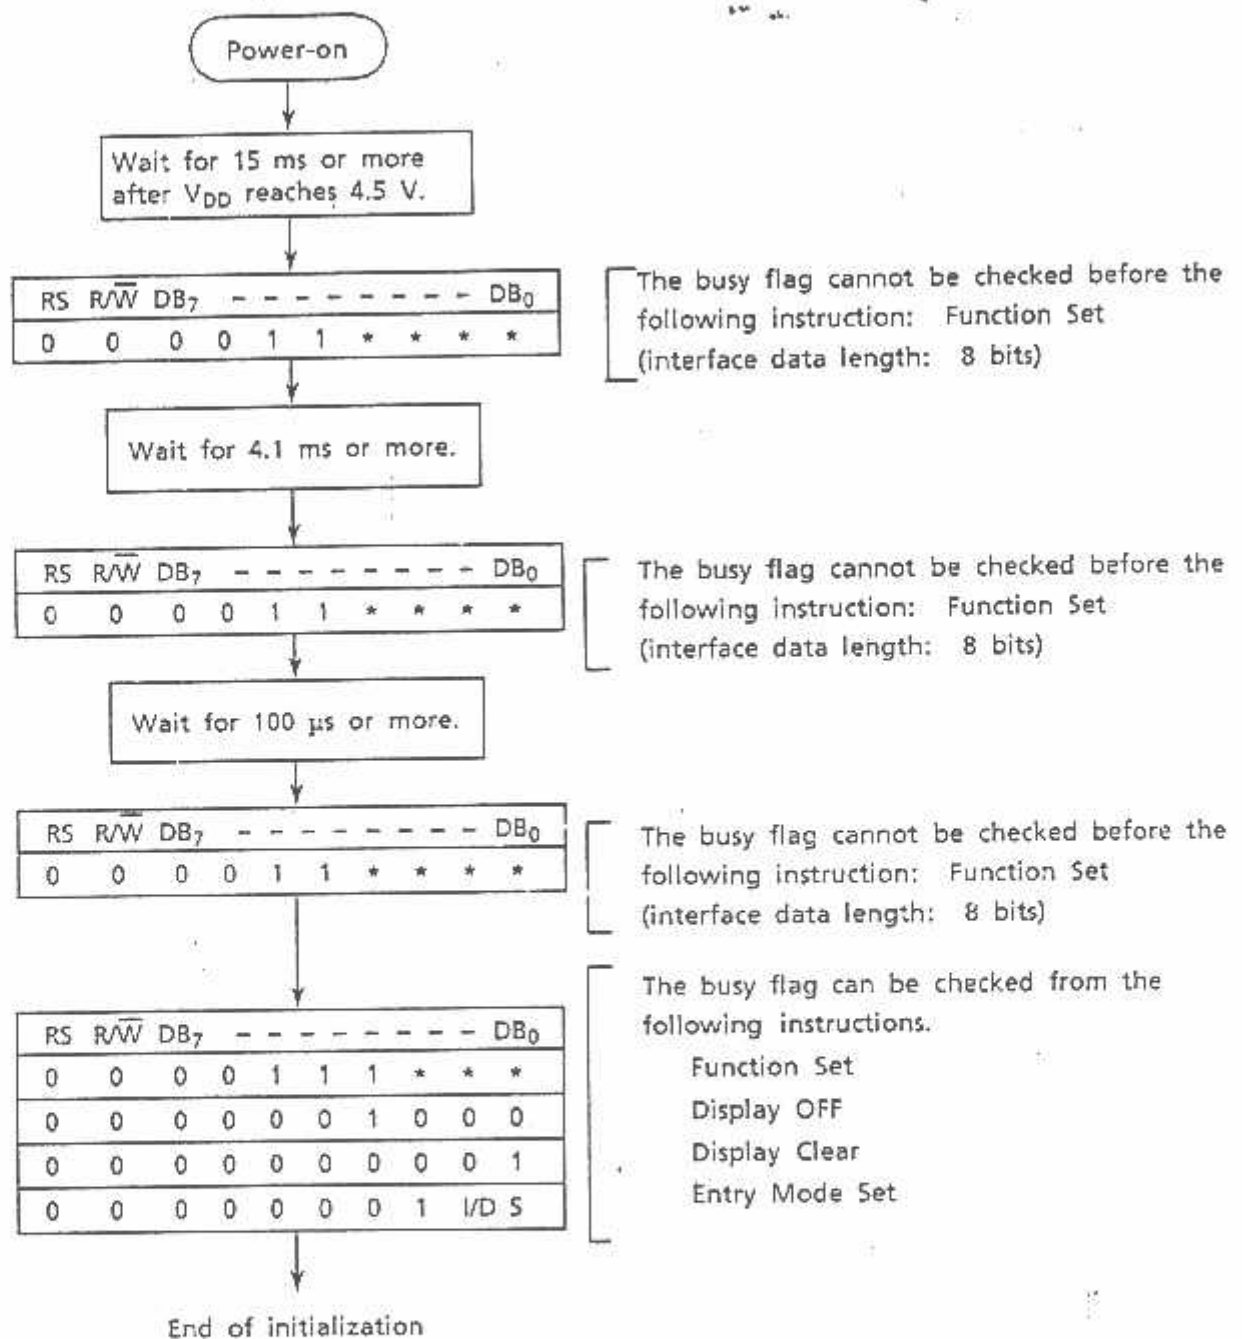 Power-on
Wait for 15 ms or more
after VDD reaches 4.5 V.
RS R/W̅ DB7 - - - - - - - - DB0
0 0 0 0 1 1 * * * *
The busy flag cannot be checked before the
following instruction: Function Set
(interface data length: 8 bits)
Wait for 4.1 ms or more.
RS R/W̅ DB7 - - - - - - - - DB0
0 0 0 0 1 1 * * * *
The busy flag cannot be checked before the
following instruction: Function Set
(interface data length: 8 bits)
Wait for 100 μs or more.
RS R/W̅ DB7 - - - - - - - - DB0
0 0 0 0 1 1 * * * *
The busy flag cannot be checked before the
following instruction: Function Set
(interface data length: 8 bits)
RS R/W̅ DB7 - - - - - - - - DB0
0 0 0 0 1 1 1 * * *
0 0 0 0 0 0 1 0 0 0
0 0 0 0 0 0 0 0 0 1
0 0 0 0 0 0 0 1 I/D S
The busy flag can be checked from the
following instructions.
Function Set
Display OFF
Display Clear
Entry Mode Set
End of initialization